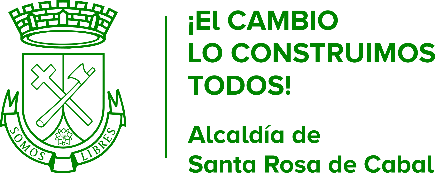 ¡El CAMBIO
LO CONSTRUIMOS
TODOS!
Alcaldía de
Santa Rosa de Cabal
SOMOS LIBRES